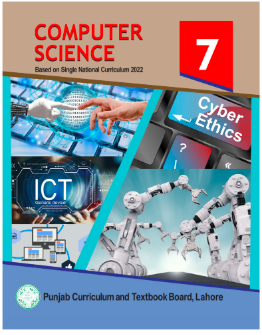 COMPUTER
SCIENCE
7
Based on Single National Curriculum 2022
Cyber
Ethics
?
/
«
ICT
Punjab Curriculum and Textbook Board, Lahore